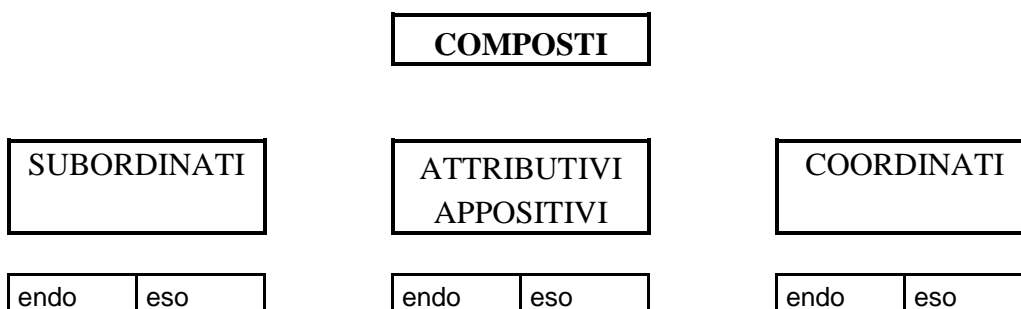 COMPOSTI
SUBORDINATI
ATTRIBUTIVI
APPOSITIVI
COORDINATI
endo eso
endo eso
endo eso